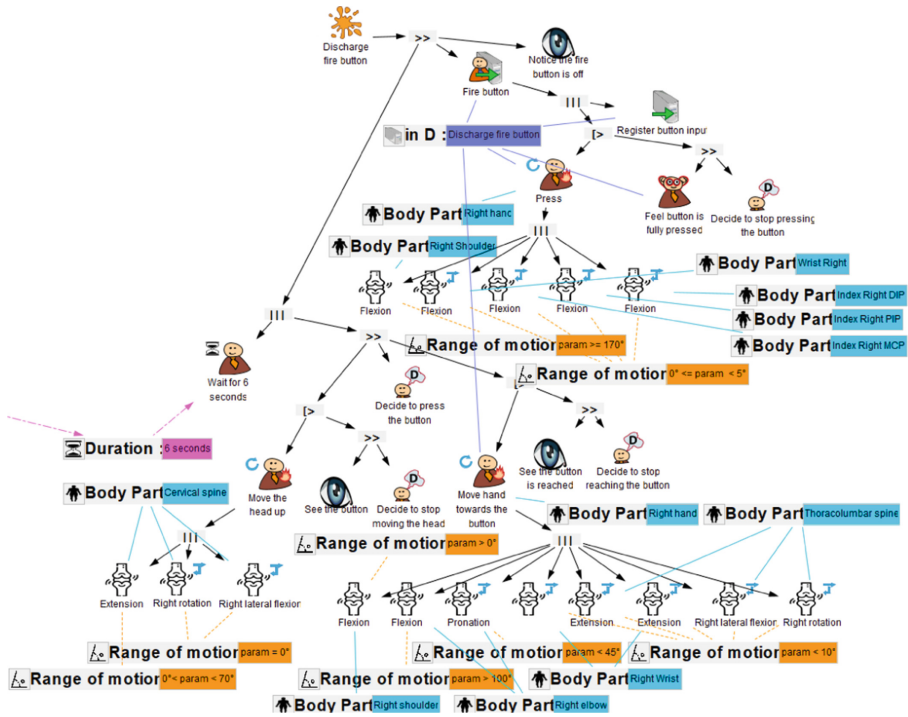 Discharge
fire button
>>
Notice the fire
button is off
Fire button
|||
Register button input
in D : Discharge fire button
[>
>>
Press
Feel button is
fully pressed
D
Decide to stop pressing
the button
Body Part Right hand
|||
Body Part Right Shoulder
Body Part Wrist Right
Flexion
Flexion
Flexion
Flexion
Flexion
Body Part Index Right DIP
Body Part Index Right PIP
|||
>>
Range of motion param >= 170°
Body Part Index Right MCP
Wait for 6
seconds
D
Decide to press
the button
Range of motion 0° <= param < 5°
[>
>>
>>
Duration : 6 seconds
Move the
head up
See the button
D
Decide to stop
moving the head
Move hand
towards the
button
See the button
is reached
D
Decide to stop
reaching the button
Body Part Cervical spine
Body Part Right hand
Body Part Thoracolumbar spine
|||
Range of motion param > 0°
|||
Extension
Right rotation
Right lateral flexion
Flexion
Flexion
Pronation
Extension
Extension
Right lateral flexion
Right rotation
Range of motion param = 0°
Range of motion param < 45°
Range of motion param < 10°
Range of motion 0°< param < 70°
Range of motion param > 100°
Body Part Right Wrist
Body Part Right shoulder
Body Part Right elbow